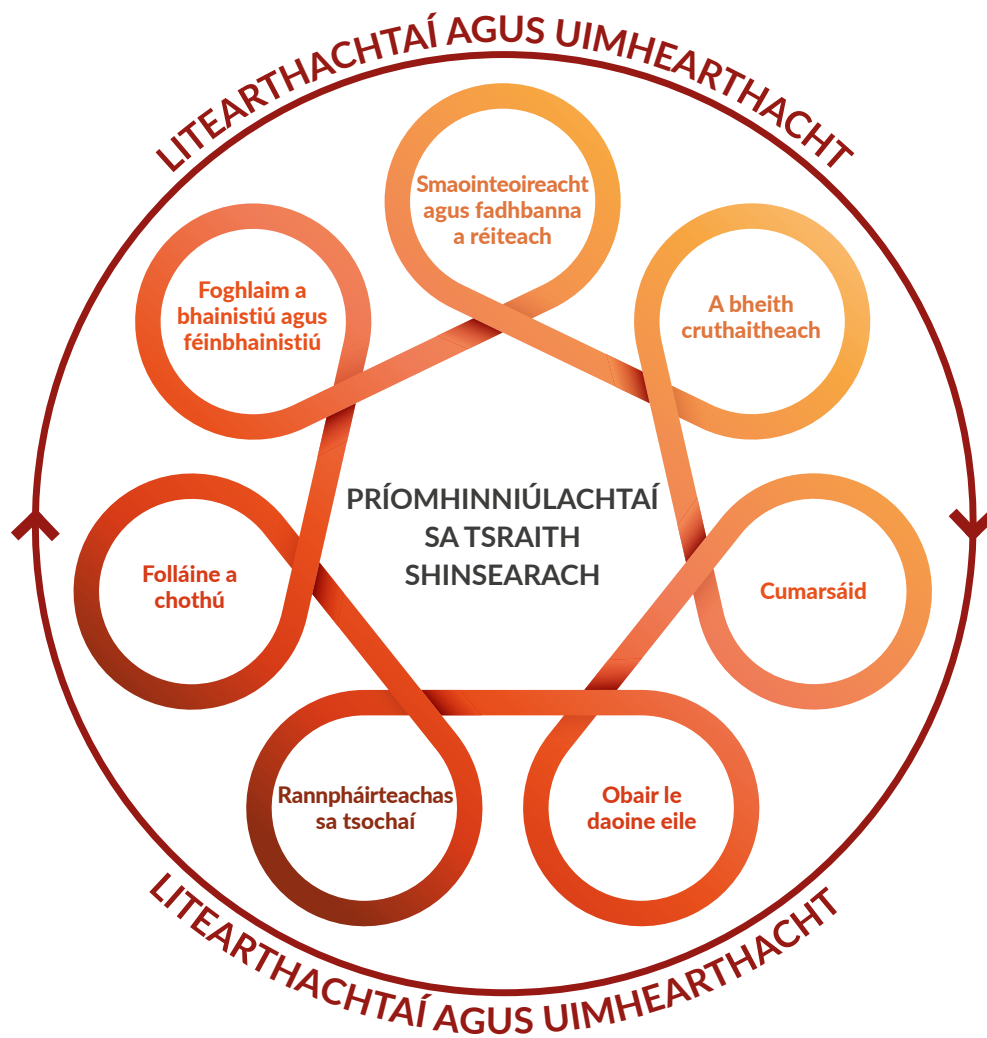 LITEARTHACHTAÍ AGUS UIMHEARTHACHT
Smaointeoireacht
agus fadhbanna
a réiteach
A bheith
cruthaitheach
Cumarsáid
Obair le
daoine eile
Rannpháirteachas
sa tsochaí
Folláine a
chothú
Foghlaim a
bhainistiú agus
féinbhainistiú
PRÍOMHINNIÚLACHTAÍ
SA TSRAITH
SHINSEARACH
LITEARTHACHTAÍ AGUS UIMHEARTHACHT